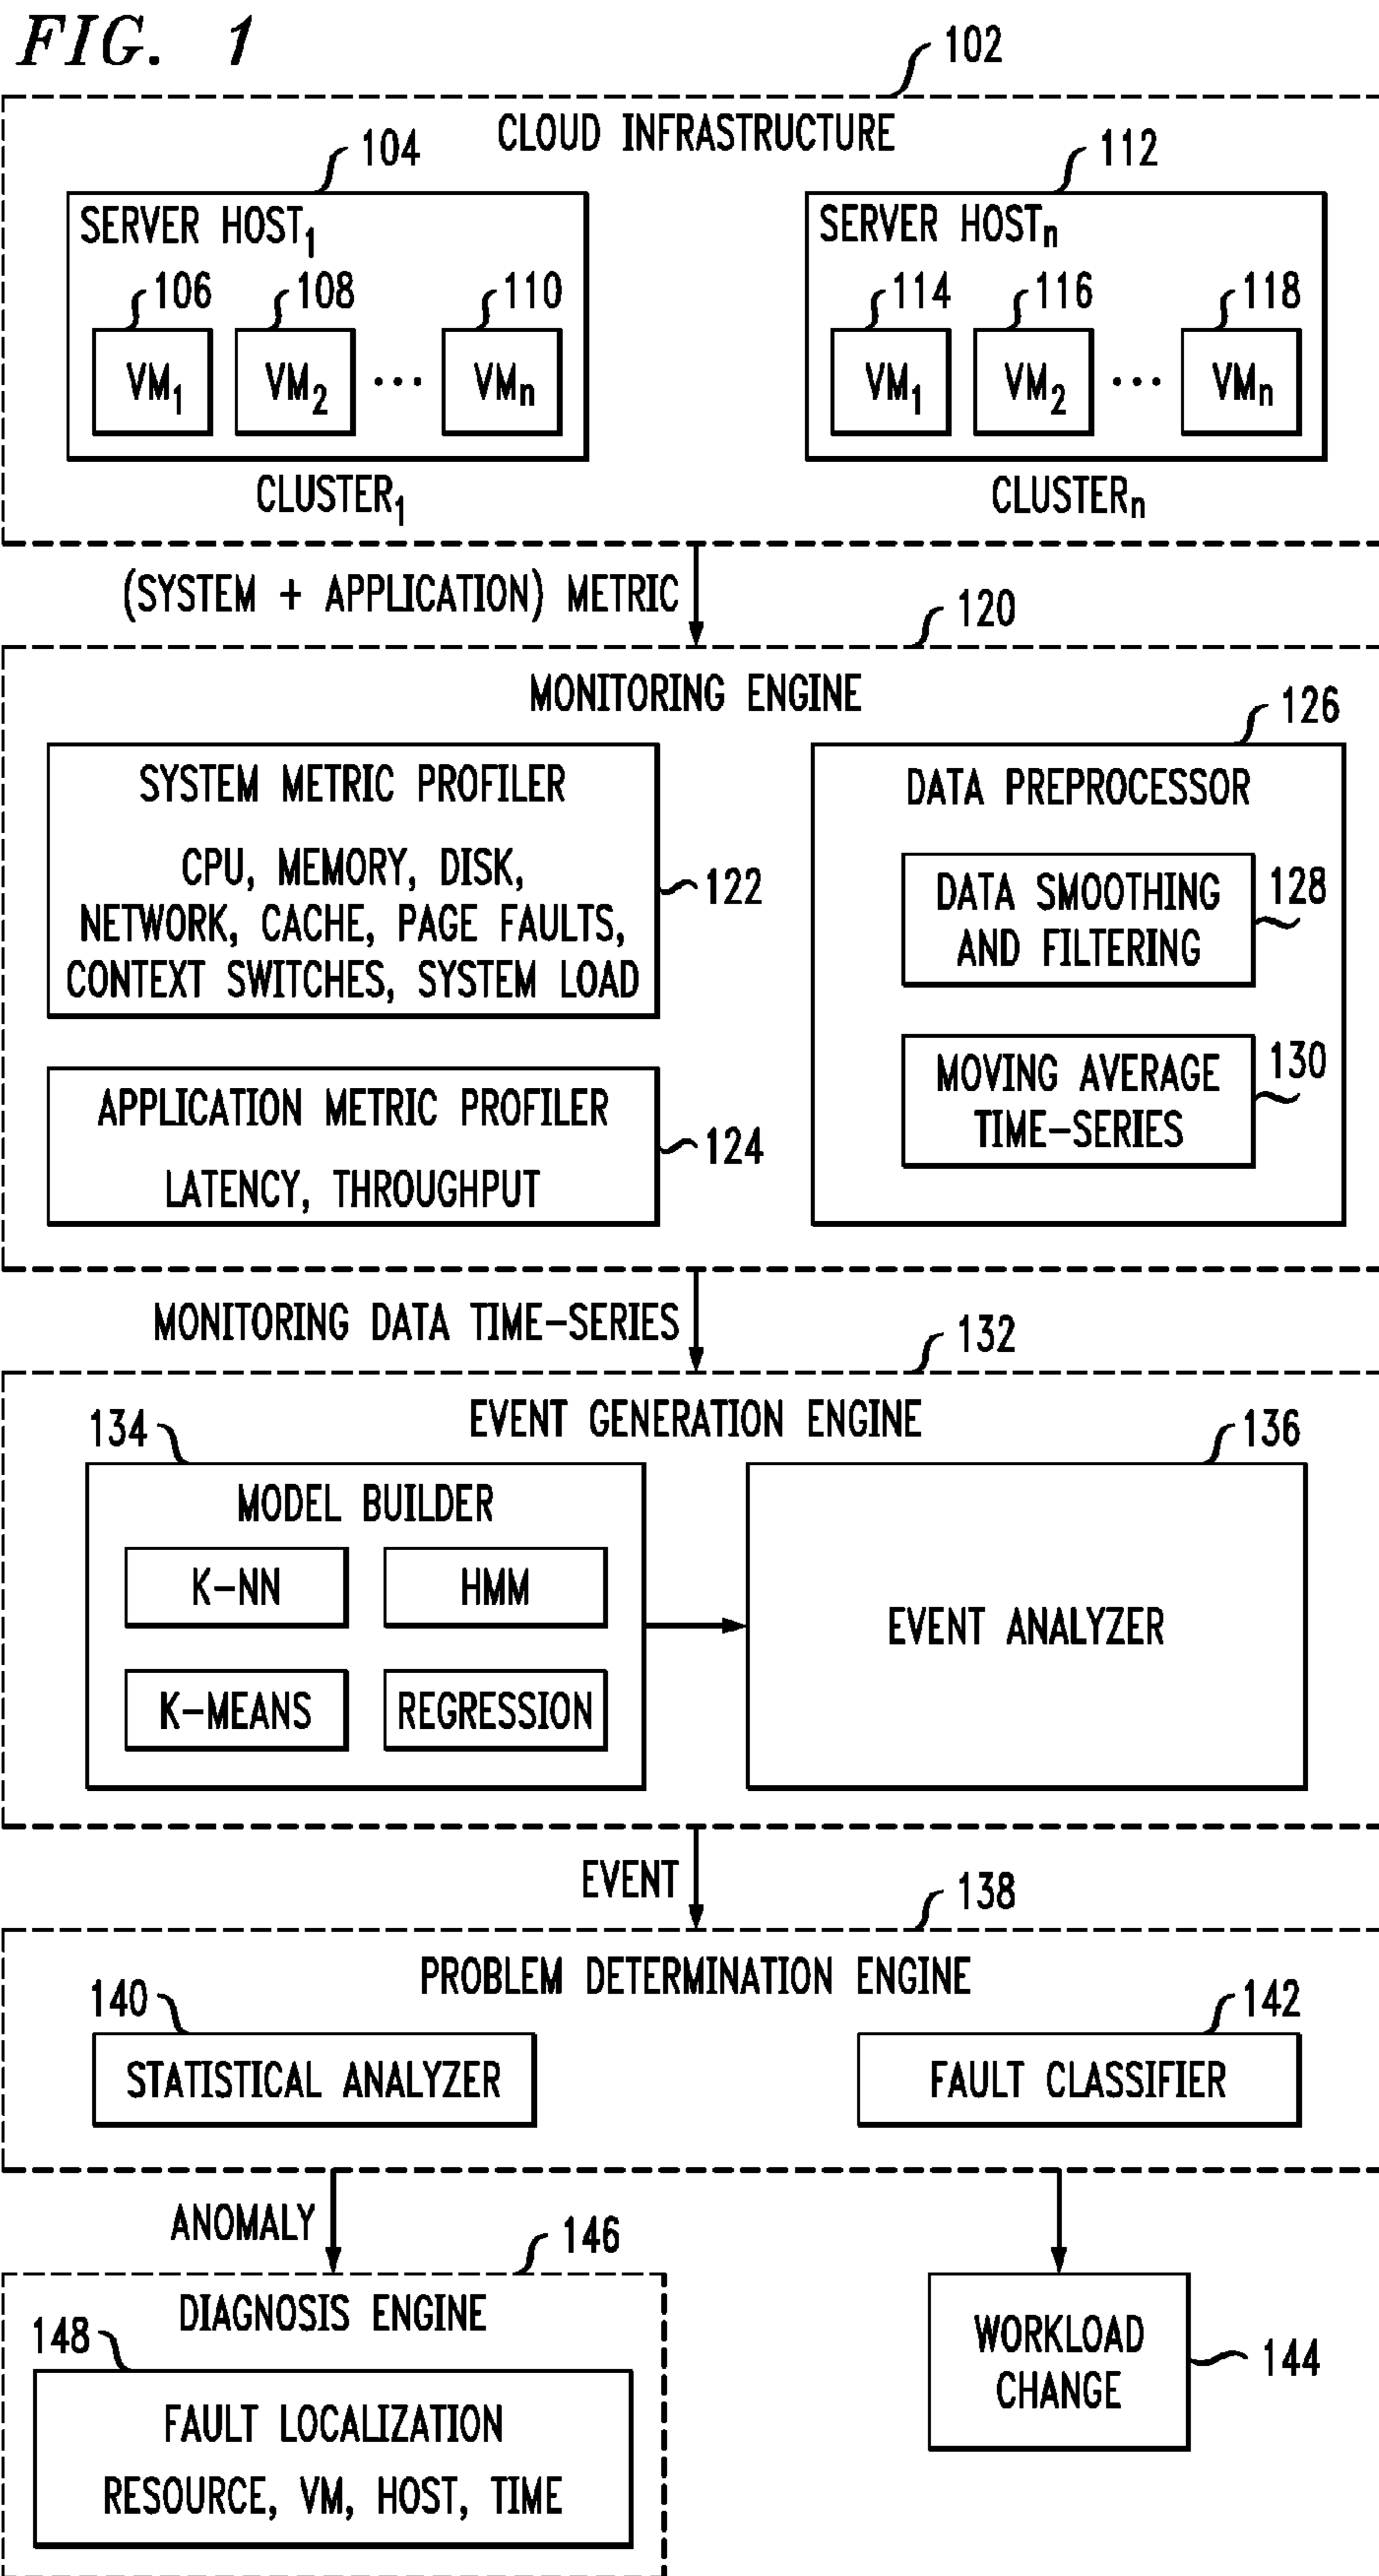 FIG. 1
102
CLOUD INFRASTRUCTURE
104
112
SERVER HOST1
SERVER HOSTn
106 108 110
114 116 118
VM1 VM2 ... VMn
VM1 VM2 ... VMn
CLUSTER1
CLUSTERn
(SYSTEM + APPLICATION) METRIC
120
MONITORING ENGINE
126
SYSTEM METRIC PROFILER
CPU, MEMORY, DISK,
NETWORK, CACHE, PAGE FAULTS,
CONTEXT SWITCHES, SYSTEM LOAD
122
APPLICATION METRIC PROFILER
LATENCY, THROUGHPUT
124
DATA PREPROCESSOR
DATA SMOOTHING
AND FILTERING
128
MOVING AVERAGE
TIME-SERIES
130
MONITORING DATA TIME-SERIES
132
EVENT GENERATION ENGINE
134
136
MODEL BUILDER
K-NN
HMM
K-MEANS
REGRESSION
EVENT ANALYZER
EVENT
138
PROBLEM DETERMINATION ENGINE
140
142
STATISTICAL ANALYZER
FAULT CLASSIFIER
ANOMALY
146
DIAGNOSIS ENGINE
148
FAULT LOCALIZATION
RESOURCE, VM, HOST, TIME
WORKLOAD
CHANGE
144